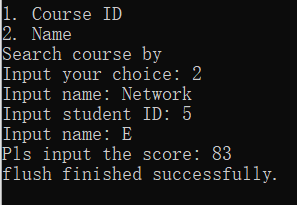 1. Course ID
2. Name
Search course by
Input your choice: 2
Input name: Network
Input student ID: 5
Input name: E
Pls input the score: 83
flush finished successfully.